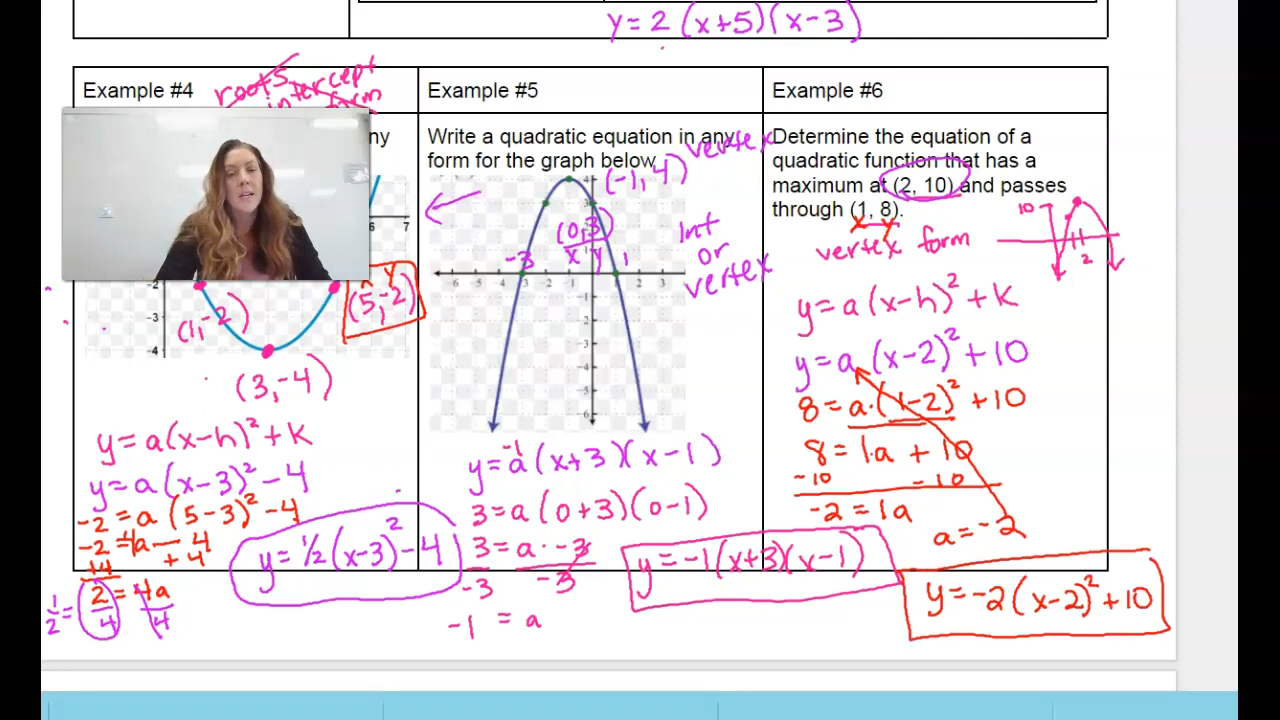 y = 2 (x+5)(x-3)
Example #4
roots
intercept
form
ny
6 7
-2
-3
-4
(1,-2)
x y
(5,-2)
(3,-4)
y = a(x-h)² + k
y = a(x-3)² - 4
-2 = a (5-3)² - 4
-2 = 4a - 4
+4 +4
2 = 4a
4 4
1/2 =
y = 1/2 (x-3)² - 4
Example #5
Write a quadratic equation in any
form for the graph below
vertex
(-1, 4)
(0,3)
x y
-3 1
Int
or
vertex
y = a (x+3)(x-1)
-1
3 = a (0+3)(0-1)
3 = a · -3
-3 -3
-1 = a
y = -1(x+3)(x-1)
Example #6
Determine the equation of a
quadratic function that has a
maximum at (2, 10) and passes
through (1, 8).
x y
10
2
vertex form
y = a (x-h)² + k
y = a (x-2)² + 10
8 = a · (1-2)² + 10
8 = 1·a + 10
-10 -10
-2 = 1a
a = -2
y = -2 (x-2)² + 10